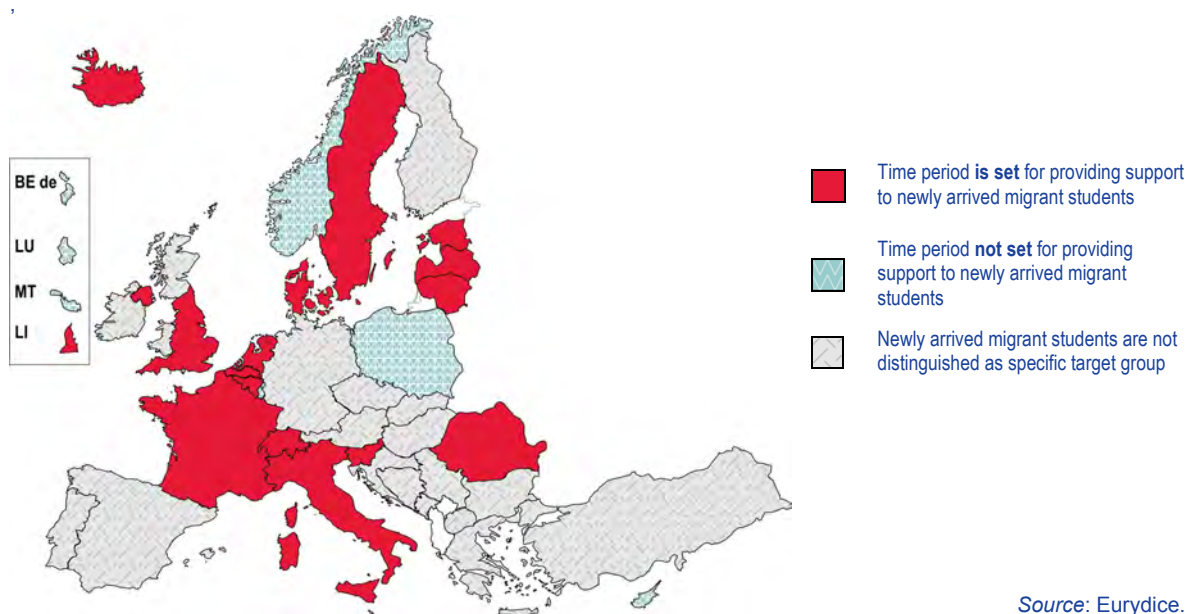 ,
BE de
LU
MT
LI
Time period is set for providing support
to newly arrived migrant students
Time period not set for providing
support to newly arrived migrant
students
Newly arrived migrant students are not
distinguished as specific target group
Source: Eurydice.